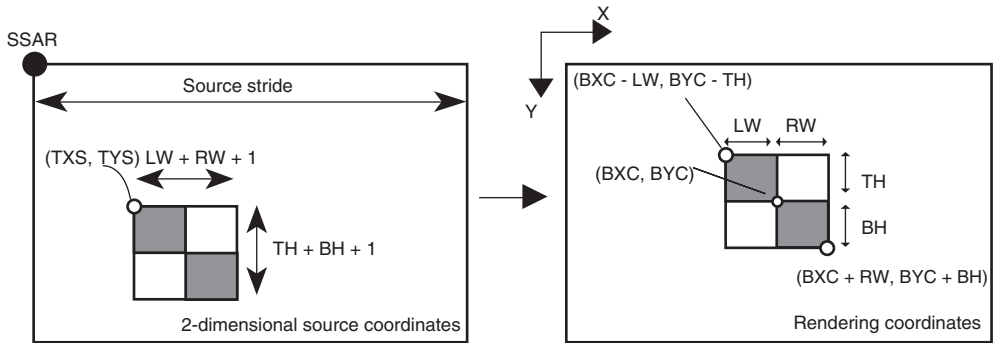 SSAR
Source stride
(TXS, TYS) LW + RW + 1
TH + BH + 1
2-dimensional source coordinates
X
Y
(BXC - LW, BYC - TH)
LW RW
(BXC, BYC)
TH
BH
(BXC + RW, BYC + BH)
Rendering coordinates